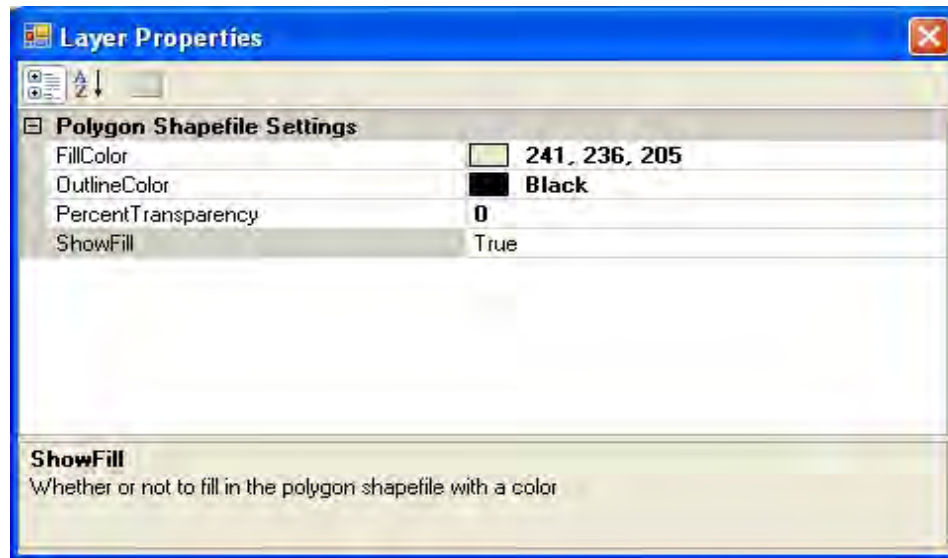 Layer Properties
Polygon Shapefile Settings
FillColor 241, 236, 205
OutlineColor Black
PercentTransparency 0
ShowFill True
ShowFill
Whether or not to fill in the polygon shapefile with a color